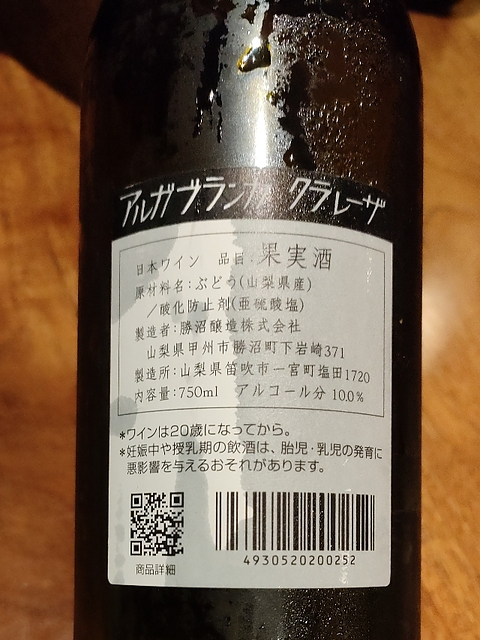 アルガブランカ クラレーザ
日本ワイン 品目:果実酒
原材料名:ぶどう(山梨県産)
/酸化防止剤(亜硫酸塩)
製造者:勝沼醸造株式会社
山梨県甲州市勝沼町下岩崎371
製造所:山梨県笛吹市一宮町塩田1720
内容量:750ml アルコール分 10.0%
*ワインは20歳になってから。
*妊娠中や授乳期の飲酒は、胎児・乳児の発育に
悪影響を与えるおそれがあります。
商品詳細
4930520200252